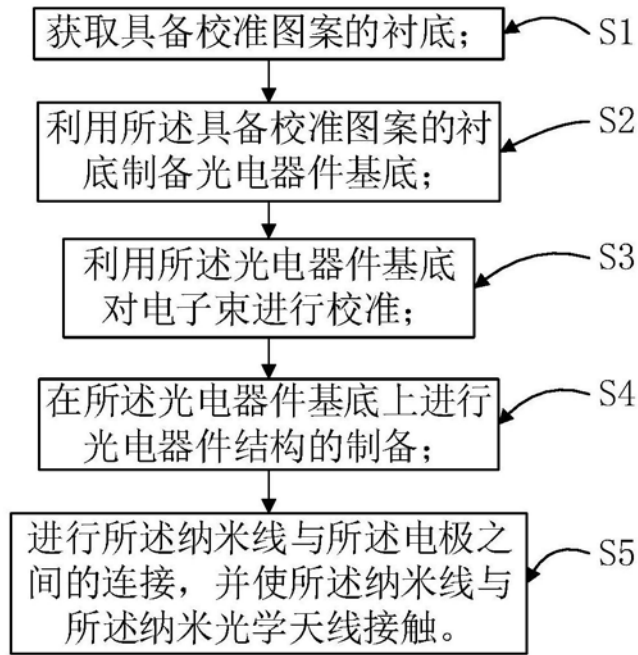 获取具备校准图案的衬底；
S1
利用所述具备校准图案的衬
底制备光电器件基底；
S2
利用所述光电器件基底
对电子束进行校准；
S3
在所述光电器件基底上进行
光电器件结构的制备；
S4
进行所述纳米线与所述电极之
间的连接，并使所述纳米线与
所述纳米光学天线接触。
S5